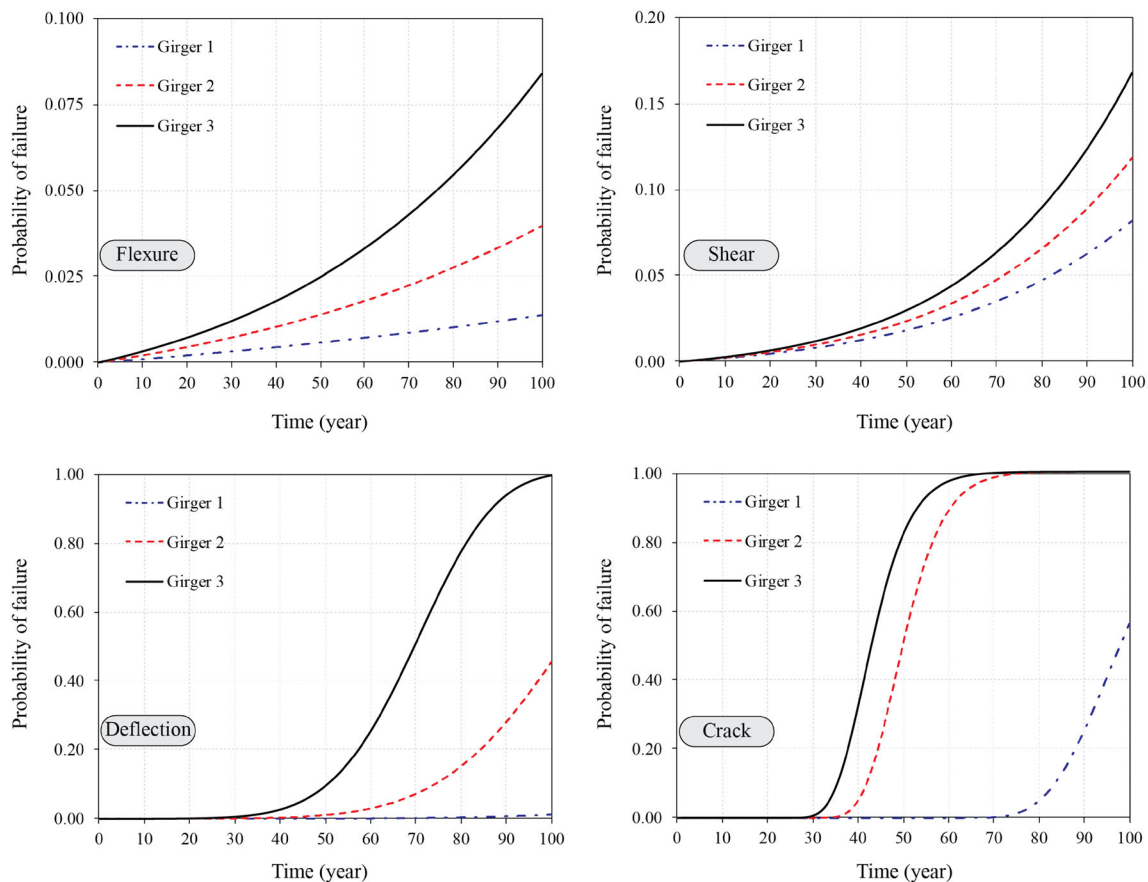 0.100
0.075
0.050
0.025
0.000
Probability of failure
Girger 1
Girger 2
Girger 3
Flexure
0 10 20 30 40 50 60 70 80 90 100
Time (year)
0.20
0.15
0.10
0.05
0.00
Probability of failure
Girger 1
Girger 2
Girger 3
Shear
0 10 20 30 40 50 60 70 80 90 100
Time (year)
1.00
0.80
0.60
0.40
0.20
0.00
Probability of failure
Girger 1
Girger 2
Girger 3
Deflection
0 10 20 30 40 50 60 70 80 90 100
Time (year)
1.00
0.80
0.60
0.40
0.20
0.00
Probability of failure
Girger 1
Girger 2
Girger 3
Crack
0 10 20 30 40 50 60 70 80 90 100
Time (year)